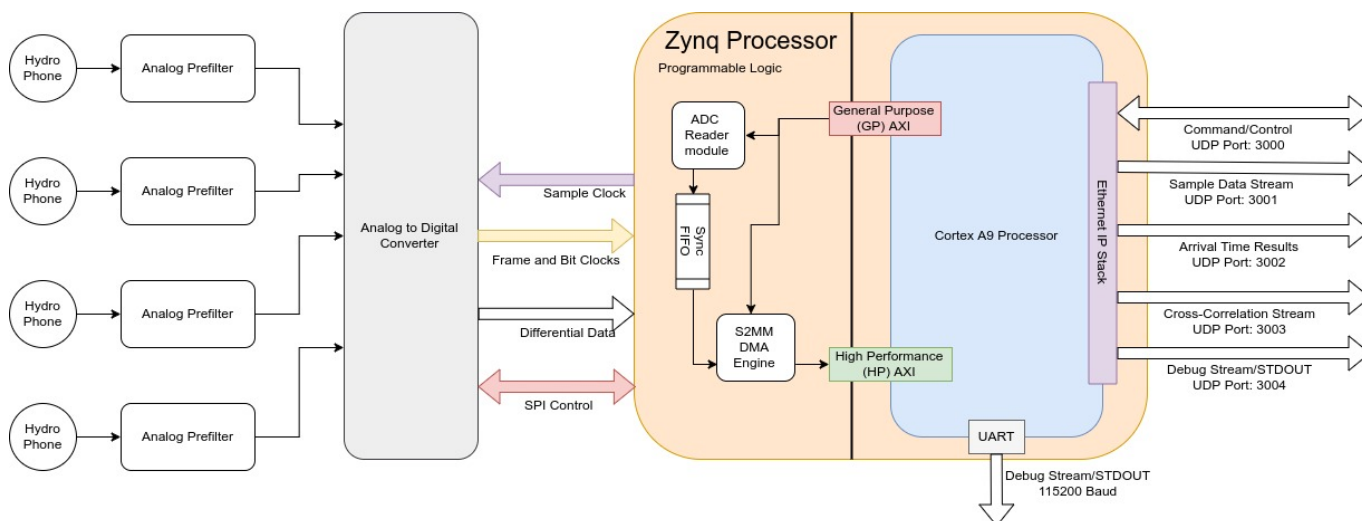 Hydro
Phone
Analog Prefilter
Hydro
Phone
Analog Prefilter
Hydro
Phone
Analog Prefilter
Hydro
Phone
Analog Prefilter
Analog to Digital
Converter
Sample Clock
Frame and Bit Clocks
Differential Data
SPI Control
Zynq Processor
Programmable Logic
ADC
Reader
module
Sync
FIFO
S2MM
DMA
Engine
General Purpose
(GP) AXI
High Performance
(HP) AXI
Cortex A9 Processor
Ethernet IP Stack
UART
Debug Stream/STDOUT
115200 Baud
Command/Control
UDP Port: 3000
Sample Data Stream
UDP Port: 3001
Arrival Time Results
UDP Port: 3002
Cross-Correlation Stream
UDP Port: 3003
Debug Stream/STDOUT
UDP Port: 3004